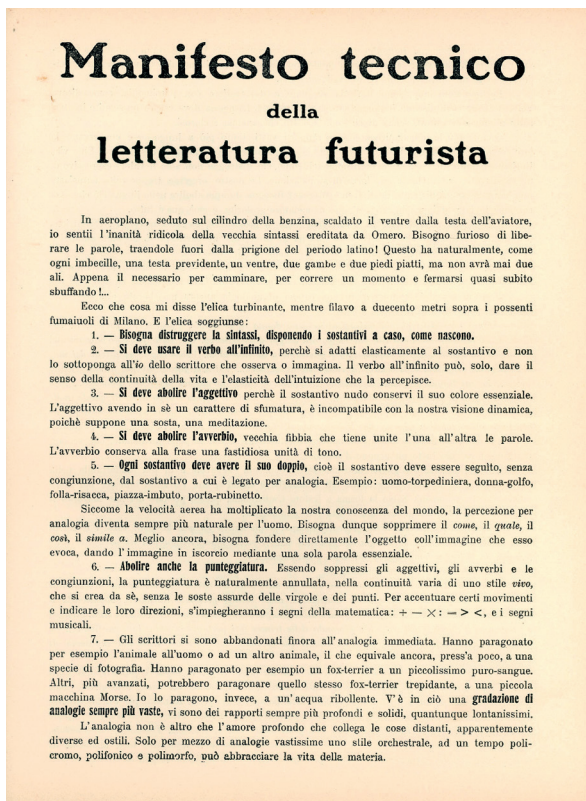 Manifesto tecnico
della
letteratura futurista
In aeroplano, seduto sul cilindro della benzina, scaldato il ventre dalla testa dell'aviatore,
io sentii l'inanità ridicola della vecchia sintassi ereditata da Omero. Bisogno furioso di libe-
rare le parole, traendole fuori dalla prigione del periodo latino! Questo ha naturalmente, come
ogni imbecille, una testa previdente, un ventre, due gambe e due piedi piatti, ma non avrà mai due
ali. Appena il necessario per camminare, per correre un momento e fermarsi quasi subito
sbuffando!...
Ecco che cosa mi disse l'elica turbinante, mentre filavo a duecento metri sopra i possenti
fumaiuoli di Milano. E l'elica soggiunse:
1. — Bisogna distruggere la sintassi, disponendo i sostantivi a caso, come nascono.
2. — Si deve usare il verbo all'infinito, perchè si adatti elasticamente al sostantivo e non
lo sottoponga all'io dello scrittore che osserva o immagina. Il verbo all'infinito può, solo, dare il
senso della continuità della vita e l'elasticità dell'intuizione che la percepisce.
3. — Si deve abolire l'aggettivo perchè il sostantivo nudo conservi il suo colore essenziale.
L'aggettivo avendo in sè un carattere di sfumatura, è incompatibile con la nostra visione dinamica,
poichè suppone una sosta, una meditazione.
4. — Si deve abolire l'avverbio, vecchia fibbia che tiene unite l'una all'altra le parole.
L'avverbio conserva alla frase una fastidiosa unità di tono.
5. — Ogni sostantivo deve avere il suo doppio, cioè il sostantivo deve essere seguito, senza
congiunzione, dal sostantivo a cui è legato per analogia. Esempio: uomo-torpediniera, donna-golfo,
folla-risacca, piazza-imbuto, porta-rubinetto.
Siccome la velocità aerea ha moltiplicato la nostra conoscenza del mondo, la percezione per
analogia diventa sempre più naturale per l'uomo. Bisogna dunque sopprimere il come, il quale, il
così, il simile a. Meglio ancora, bisogna fondere direttamente l'oggetto coll'immagine che esso
evoca, dando l'immagine in iscorcio mediante una sola parola essenziale.
6. — Abolire anche la punteggiatura. Essendo soppressi gli aggettivi, gli avverbi e le
congiunzioni, la punteggiatura è naturalmente annullata, nella continuità varia di uno stile vivo,
che si crea da sè, senza le soste assurde delle virgole e dei punti. Per accentuare certi movimenti
e indicare le loro direzioni, s'impiegheranno i segni della matematica: + — × : = > <, e i segni
musicali.
7. — Gli scrittori si sono abbandonati finora all'analogia immediata. Hanno paragonato
per esempio l'animale all'uomo o ad un altro animale, il che equivale ancora, press'a poco, a una
specie di fotografia. Hanno paragonato per esempio un fox-terrier a un piccolissimo puro-sangue.
Altri, più avanzati, potrebbero paragonare quello stesso fox-terrier trepidante, a una piccola
macchina Morse. Io lo paragono, invece, a un'acqua ribollente. V'è in ciò una gradazione di
analogie sempre più vaste, vi sono dei rapporti sempre più profondi e solidi, quantunque lontanissimi.
L'analogia non è altro che l'amore profondo che collega le cose distanti, apparentemente
diverse ed ostili. Solo per mezzo di analogie vastissime uno stile orchestrale, ad un tempo poli-
cromo, polifonico e polimorfo, può abbracciare la vita della materia.